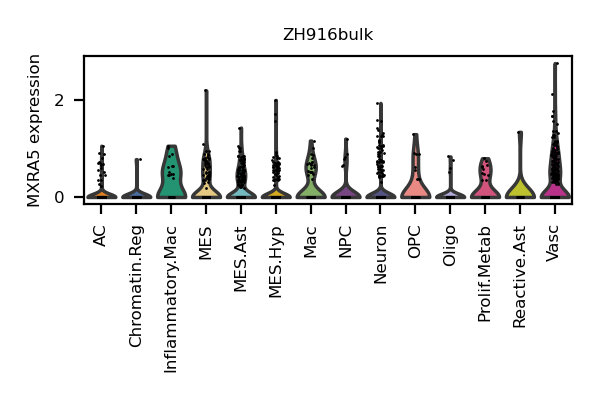 ZH916bulk
MXRA5 expression
2
0
AC
Chromatin.Reg
Inflammatory.Mac
MES
MES.Ast
MES.Hyp
Mac
NPC
Neuron
OPC
Oligo
Prolif.Metab
Reactive.Ast
Vasc